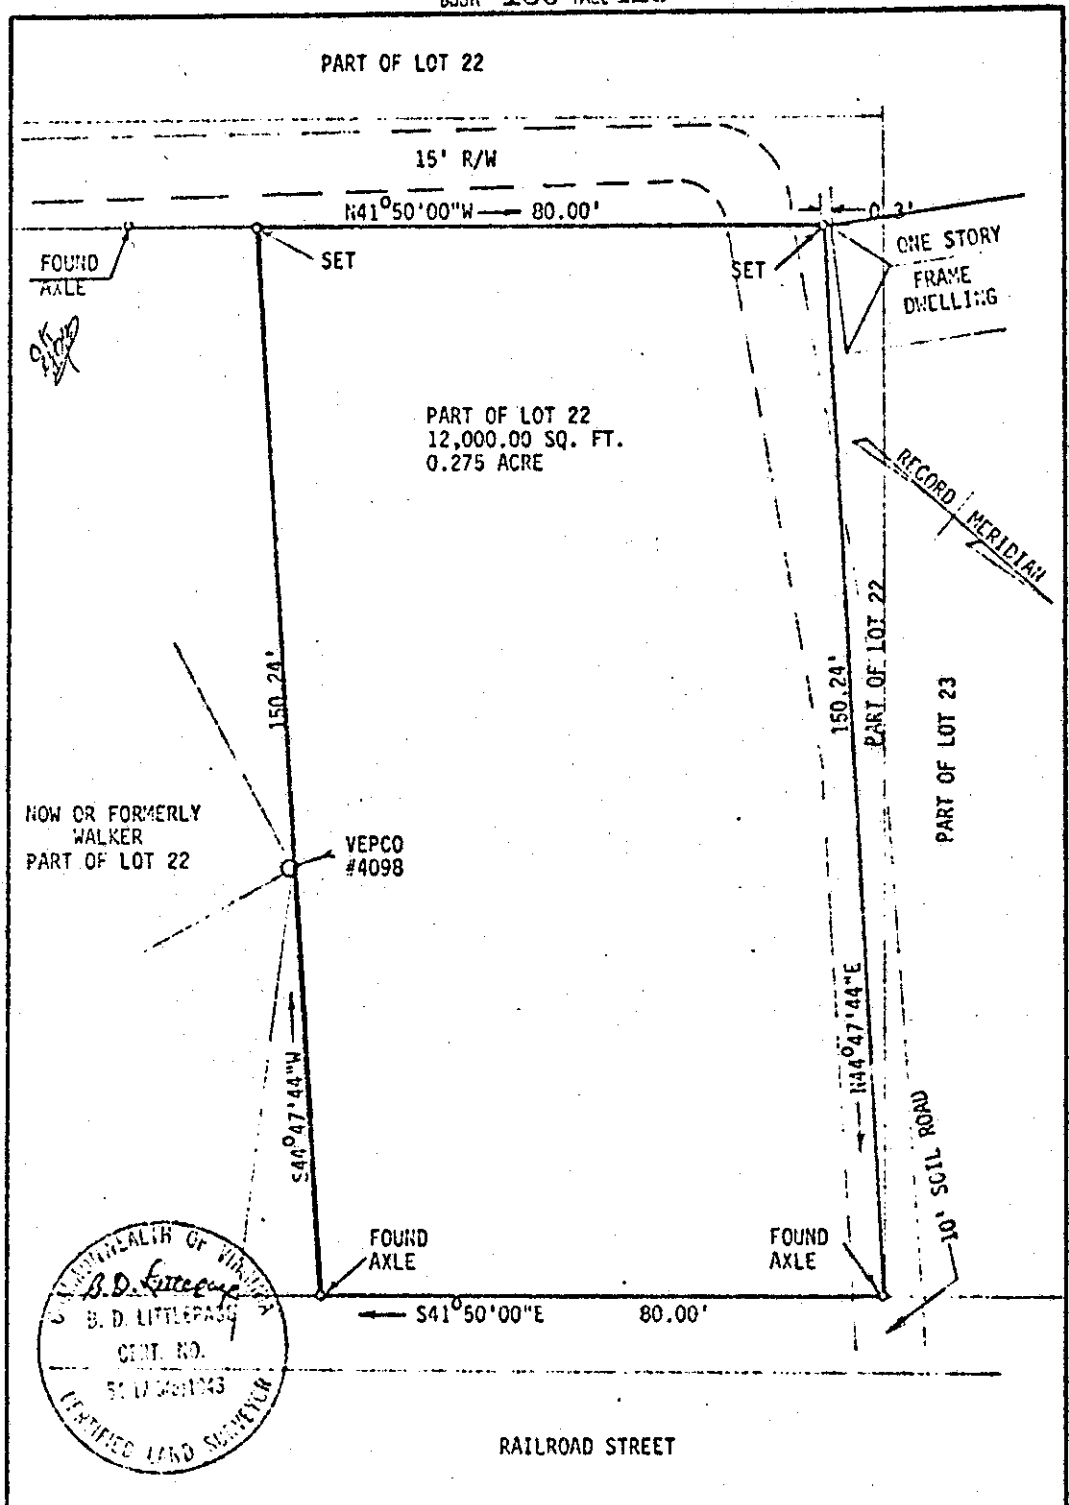 PART OF LOT 22
15' R/W
N41°50'00"W 80.00'
0.3'
FOUND
AXLE
SET
SET
ONE STORY
FRAME
DWELLING
PART OF LOT 22
12,000.00 SQ. FT.
0.275 ACRE
RECORD MERIDIAN
150.24'
150.24'
PART OF LOT 22
PART OF LOT 23
NOW OR FORMERLY
WALKER
PART OF LOT 22
VEPCO
#4098
S44°47'44"W
N44°47'44"E
10' SOIL ROAD
FOUND
AXLE
FOUND
AXLE
S41°50'00"E 80.00'
COMMONWEALTH OF VIRGINIA
B.D. Littlepage
B. D. LITTLEPAGE
CERT. NO.
CERTIFIED LAND SURVEYOR
RAILROAD STREET